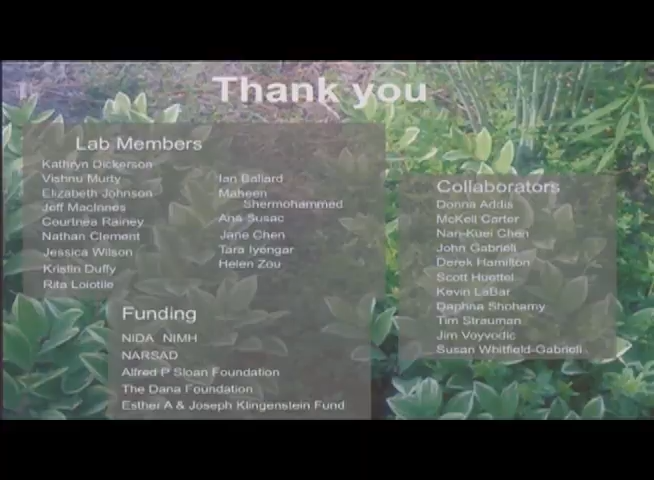 Thank you
Lab Members
Kathryn Dickerson
Vishnu Murty
Elizabeth Johnson
Jeff MacInnes
Courtnea Rainey
Nathan Clement
Jessica Wilson
Kristin Duffy
Rita Loiotile
Ian Ballard
Maheen
Shermohammed
Ana Susac
Jane Chen
Tara Iyengar
Helen Zou
Funding
NIDA NIMH
NARSAD
Alfred P Sloan Foundation
The Dana Foundation
Esther A & Joseph Klingenstein Fund
Collaborators
Donna Addis
McKell Carter
Nan-Kuei Chen
John Gabrieli
Derek Hamilton
Scott Huettel
Kevin LaBar
Daphna Shohamy
Tim Strauman
Jim Voyvodic
Susan Whitfield-Gabrieli